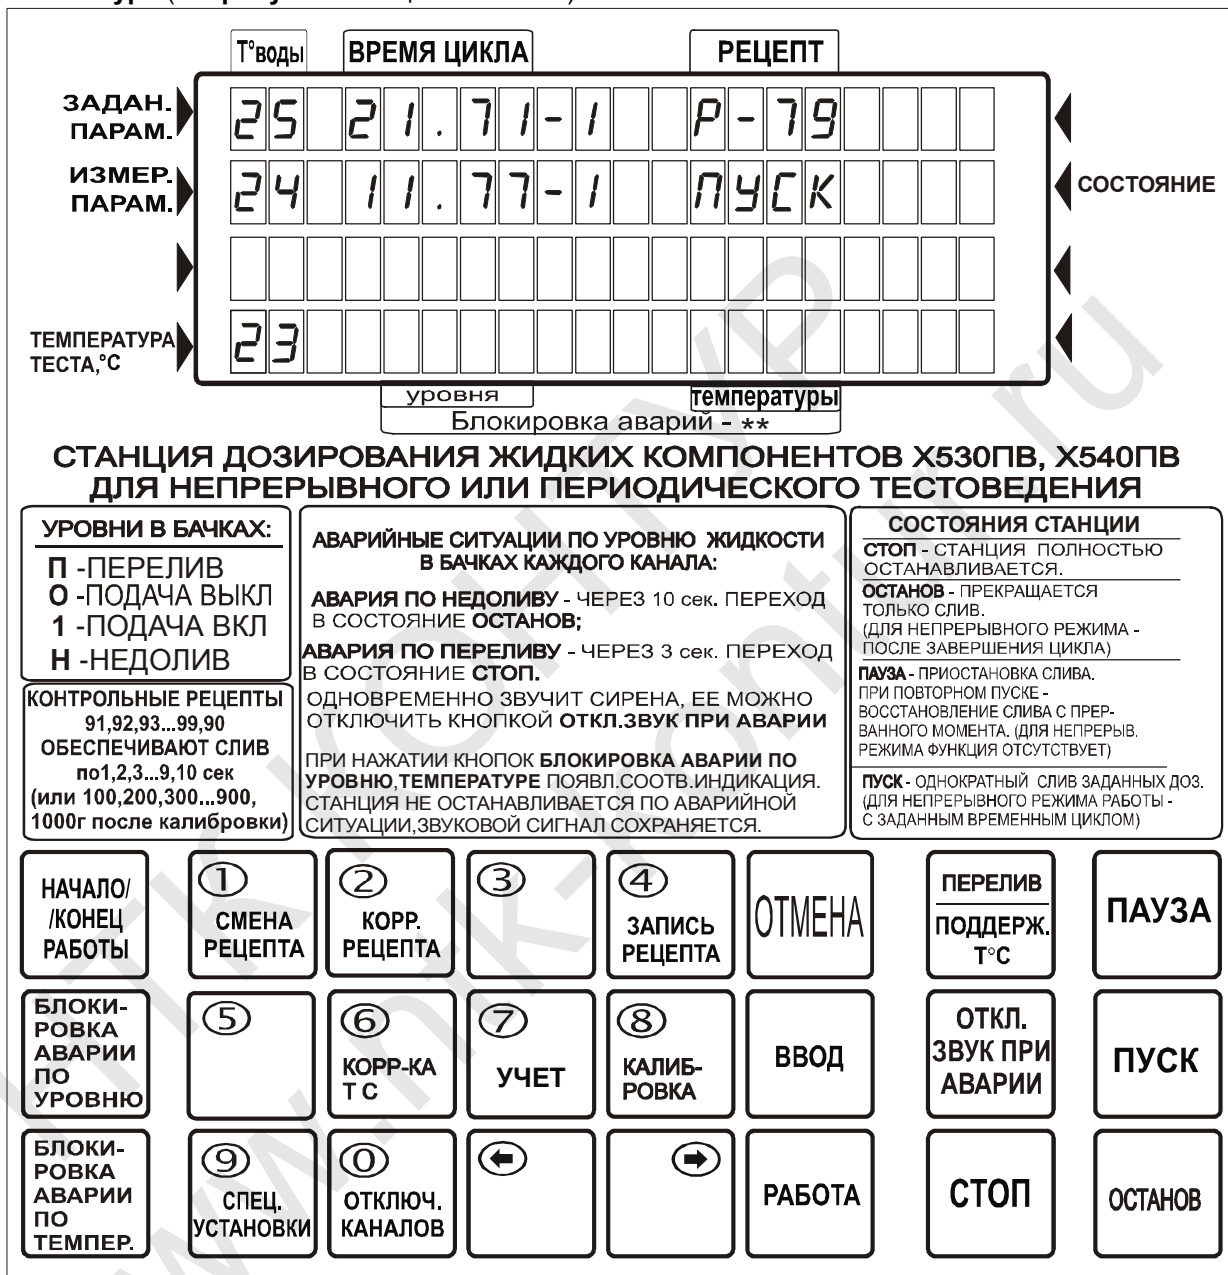 Т°воды ВРЕМЯ ЦИКЛА РЕЦЕПТ
ЗАДАН.
ПАРАМ.
25 21.71-1 Р-79
ИЗМЕР.
ПАРАМ.
24 11.77-1 ПУСК
СОСТОЯНИЕ
ТЕМПЕРАТУРА
ТЕСТА,°С
23
уровня температуры
Блокировка аварий - **
СТАНЦИЯ ДОЗИРОВАНИЯ ЖИДКИХ КОМПОНЕНТОВ Х530ПВ, Х540ПВ
ДЛЯ НЕПРЕРЫВНОГО ИЛИ ПЕРИОДИЧЕСКОГО ТЕСТОВЕДЕНИЯ
УРОВНИ В БАЧКАХ:
П -ПЕРЕЛИВ
О -ПОДАЧА ВЫКЛ
1 -ПОДАЧА ВКЛ
Н -НЕДОЛИВ
КОНТРОЛЬНЫЕ РЕЦЕПТЫ
91,92,93...99,90
ОБЕСПЕЧИВАЮТ СЛИВ
по1,2,3...9,10 сек
(или 100,200,300...900,
1000г после калибровки)
АВАРИЙНЫЕ СИТУАЦИИ ПО УРОВНЮ ЖИДКОСТИ
В БАЧКАХ КАЖДОГО КАНАЛА:
АВАРИЯ ПО НЕДОЛИВУ - ЧЕРЕЗ 10 сек. ПЕРЕХОД
В СОСТОЯНИЕ ОСТАНОВ;
АВАРИЯ ПО ПЕРЕЛИВУ - ЧЕРЕЗ 3 сек. ПЕРЕХОД
В СОСТОЯНИЕ СТОП.
ОДНОВРЕМЕННО ЗВУЧИТ СИРЕНА, ЕЕ МОЖНО
ОТКЛЮЧИТЬ КНОПКОЙ ОТКЛ.ЗВУК ПРИ АВАРИИ
ПРИ НАЖАТИИ КНОПОК БЛОКИРОВКА АВАРИИ ПО
УРОВНЮ,ТЕМПЕРАТУРЕ ПОЯВЛ.СООТВ.ИНДИКАЦИЯ.
СТАНЦИЯ НЕ ОСТАНАВЛИВАЕТСЯ ПО АВАРИЙНОЙ
СИТУАЦИИ,ЗВУКОВОЙ СИГНАЛ СОХРАНЯЕТСЯ.
СОСТОЯНИЯ СТАНЦИИ
СТОП - СТАНЦИЯ ПОЛНОСТЬЮ
ОСТАНАВЛИВАЕТСЯ.
ОСТАНОВ - ПРЕКРАЩАЕТСЯ
ТОЛЬКО СЛИВ.
(ДЛЯ НЕПРЕРЫВНОГО РЕЖИМА -
ПОСЛЕ ЗАВЕРШЕНИЯ ЦИКЛА)
ПАУЗА - ПРИОСТАНОВКА СЛИВА.
ПРИ ПОВТОРНОМ ПУСКЕ -
ВОССТАНОВЛЕНИЕ СЛИВА С ПРЕР-
ВАННОГО МОМЕНТА. (ДЛЯ НЕПРЕРЫВ.
РЕЖИМА ФУНКЦИЯ ОТСУТСТВУЕТ)
ПУСК - ОДНОКРАТНЫЙ СЛИВ ЗАДАННЫХ ДОЗ.
(ДЛЯ НЕПРЕРЫВНОГО РЕЖИМА РАБОТЫ -
С ЗАДАННЫМ ВРЕМЕННЫМ ЦИКЛОМ)
НАЧАЛО/
/КОНЕЦ
РАБОТЫ
1
СМЕНА
РЕЦЕПТА
2
КОРР.
РЕЦЕПТА
3
4
ЗАПИСЬ
РЕЦЕПТА
ОТМЕНА
ПЕРЕЛИВ
ПОДДЕРЖ.
Т°С
ПАУЗА
БЛОКИ-
РОВКА
АВАРИИ
ПО
УРОВНЮ
5
6
КОРР-КА
Т С
7
УЧЕТ
8
КАЛИБ-
РОВКА
ВВОД
ОТКЛ.
ЗВУК ПРИ
АВАРИИ
ПУСК
БЛОКИ-
РОВКА
АВАРИИ
ПО
ТЕМПЕР.
9
СПЕЦ.
УСТАНОВКИ
0
ОТКЛЮЧ.
КАНАЛОВ
РАБОТА
СТОП
ОСТАНОВ
НТК КОНТУР
www.ntk-kontur.ru